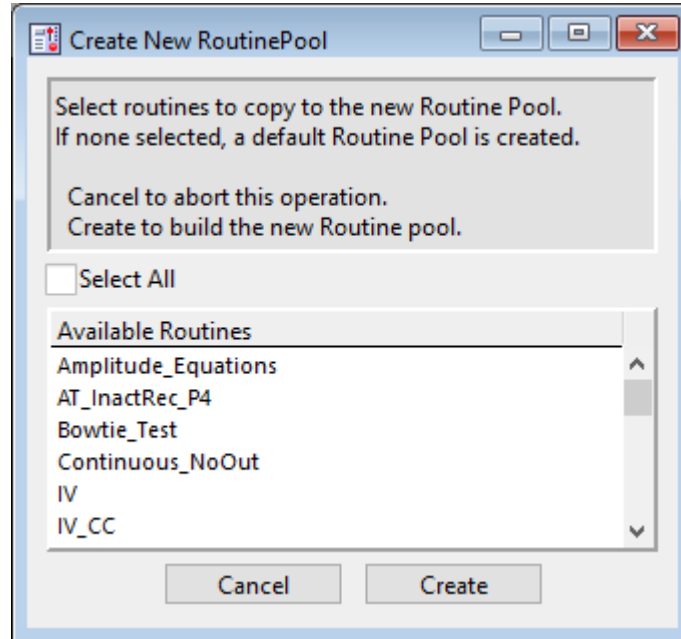 Create New RoutinePool
Select routines to copy to the new Routine Pool.
If none selected, a default Routine Pool is created.
Cancel to abort this operation.
Create to build the new Routine pool.
Select All
Available Routines
Amplitude_Equations
AT_InactRec_P4
Bowtie_Test
Continuous_NoOut
IV
IV_CC
Cancel
Create